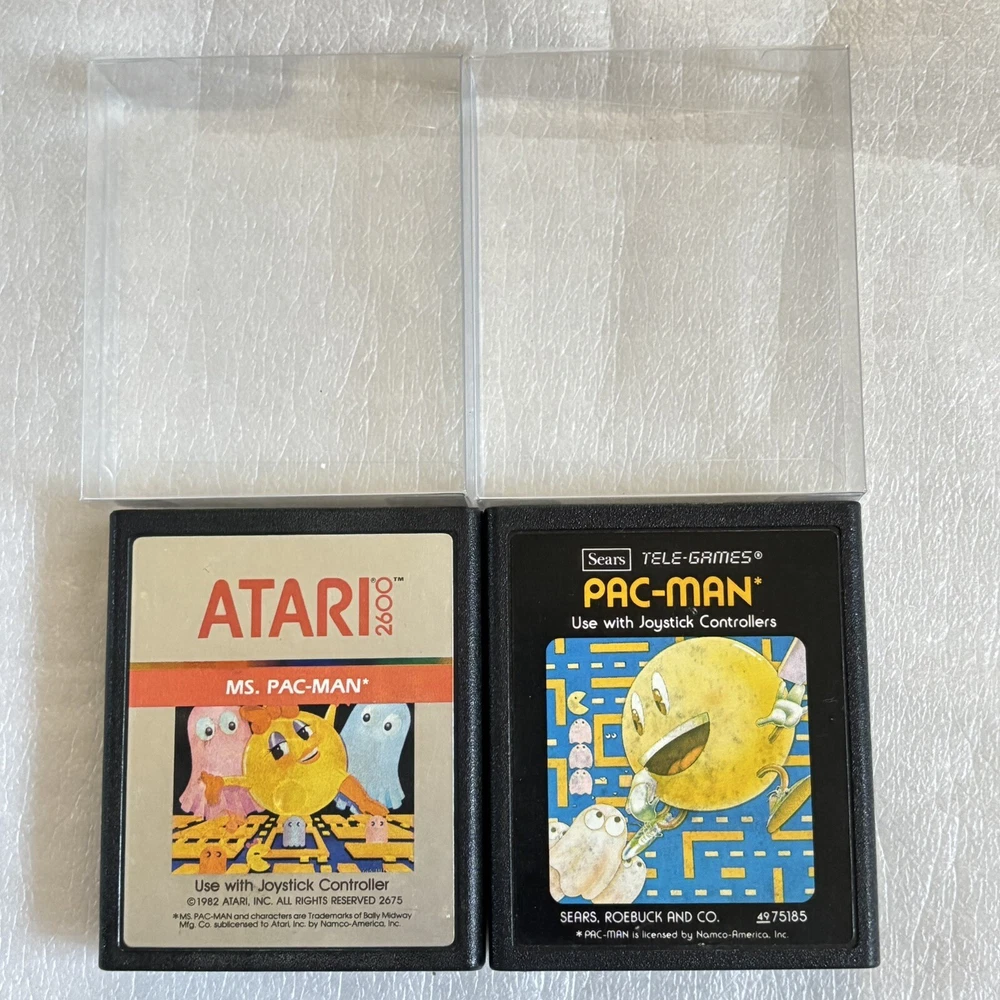 ATARI® 2600™
MS. PAC-MAN*
Use with Joystick Controller
©1982 ATARI, INC. ALL RIGHTS RESERVED 2675
*MS. PAC-MAN and characters are Trademarks of Bally Midway
Mfg. Co. sublicensed to Atari, Inc. by Namco-America, Inc.
Sears TELE-GAMES®
PAC-MAN*
Use with Joystick Controllers
SEARS, ROEBUCK AND CO. 49 75185
* PAC-MAN is licensed by Namco-America, Inc.